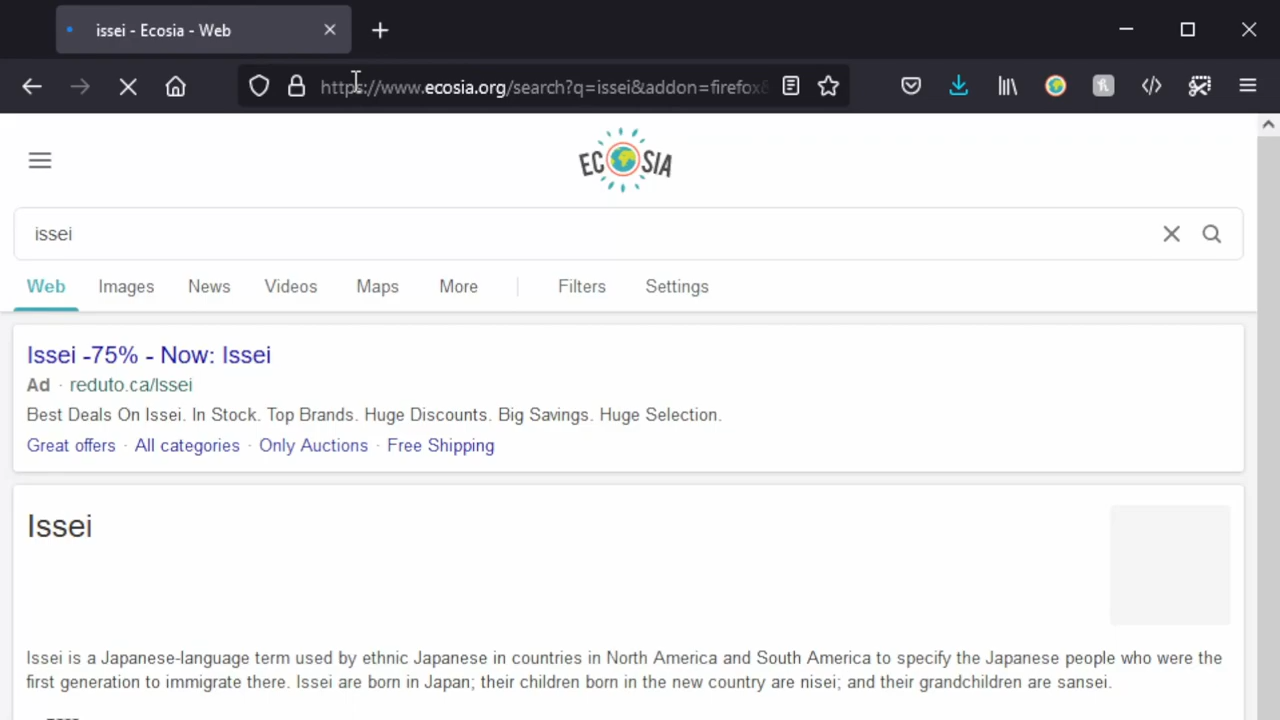 issei - Ecosia - Web
https://www.ecosia.org/search?q=issei&addon=firefox&
ECOSIA
issei
Web Images News Videos Maps More Filters Settings
Issei -75% - Now: Issei
Ad · reduto.ca/Issei
Best Deals On Issei. In Stock. Top Brands. Huge Discounts. Big Savings. Huge Selection.
Great offers · All categories · Only Auctions · Free Shipping
Issei
Issei is a Japanese-language term used by ethnic Japanese in countries in North America and South America to specify the Japanese people who were the
first generation to immigrate there. Issei are born in Japan; their children born in the new country are nisei; and their grandchildren are sansei.